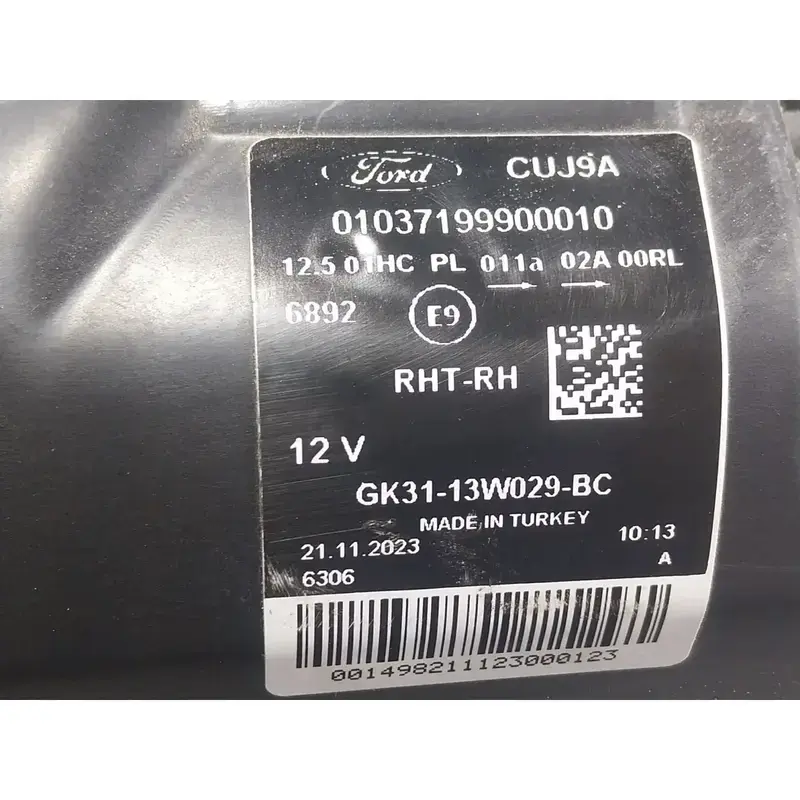 Ford CUJ9A
01037199900010
12.5 01HC PL 011a 02A 00RL
6892 E9
RHT-RH
12 V
GK31-13W029-BC
MADE IN TURKEY
21.11.2023 10:13
6306 A
001498211123000123